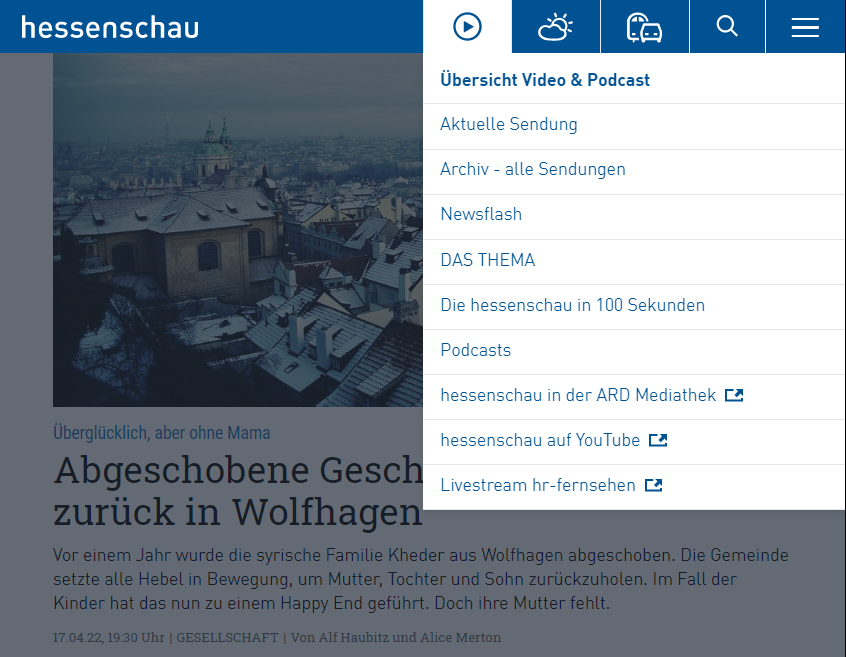 hessenschau
Übersicht Video & Podcast
Aktuelle Sendung
Archiv - alle Sendungen
Newsflash
DAS THEMA
Die hessenschau in 100 Sekunden
Podcasts
hessenschau in der ARD Mediathek
hessenschau auf YouTube
Livestream hr-fernsehen
Überglücklich, aber ohne Mama
Abgeschobene Gesch
zurück in Wolfhagen
Vor einem Jahr wurde die syrische Familie Kheder aus Wolfhagen abgeschoben. Die Gemeinde
setzte alle Hebel in Bewegung, um Mutter, Tochter und Sohn zurückzuholen. Im Fall der
Kinder hat das nun zu einem Happy End geführt. Doch ihre Mutter fehlt.
17.04.22, 19:30 Uhr | GESELLSCHAFT | Von Alf Haubitz und Alice Merton